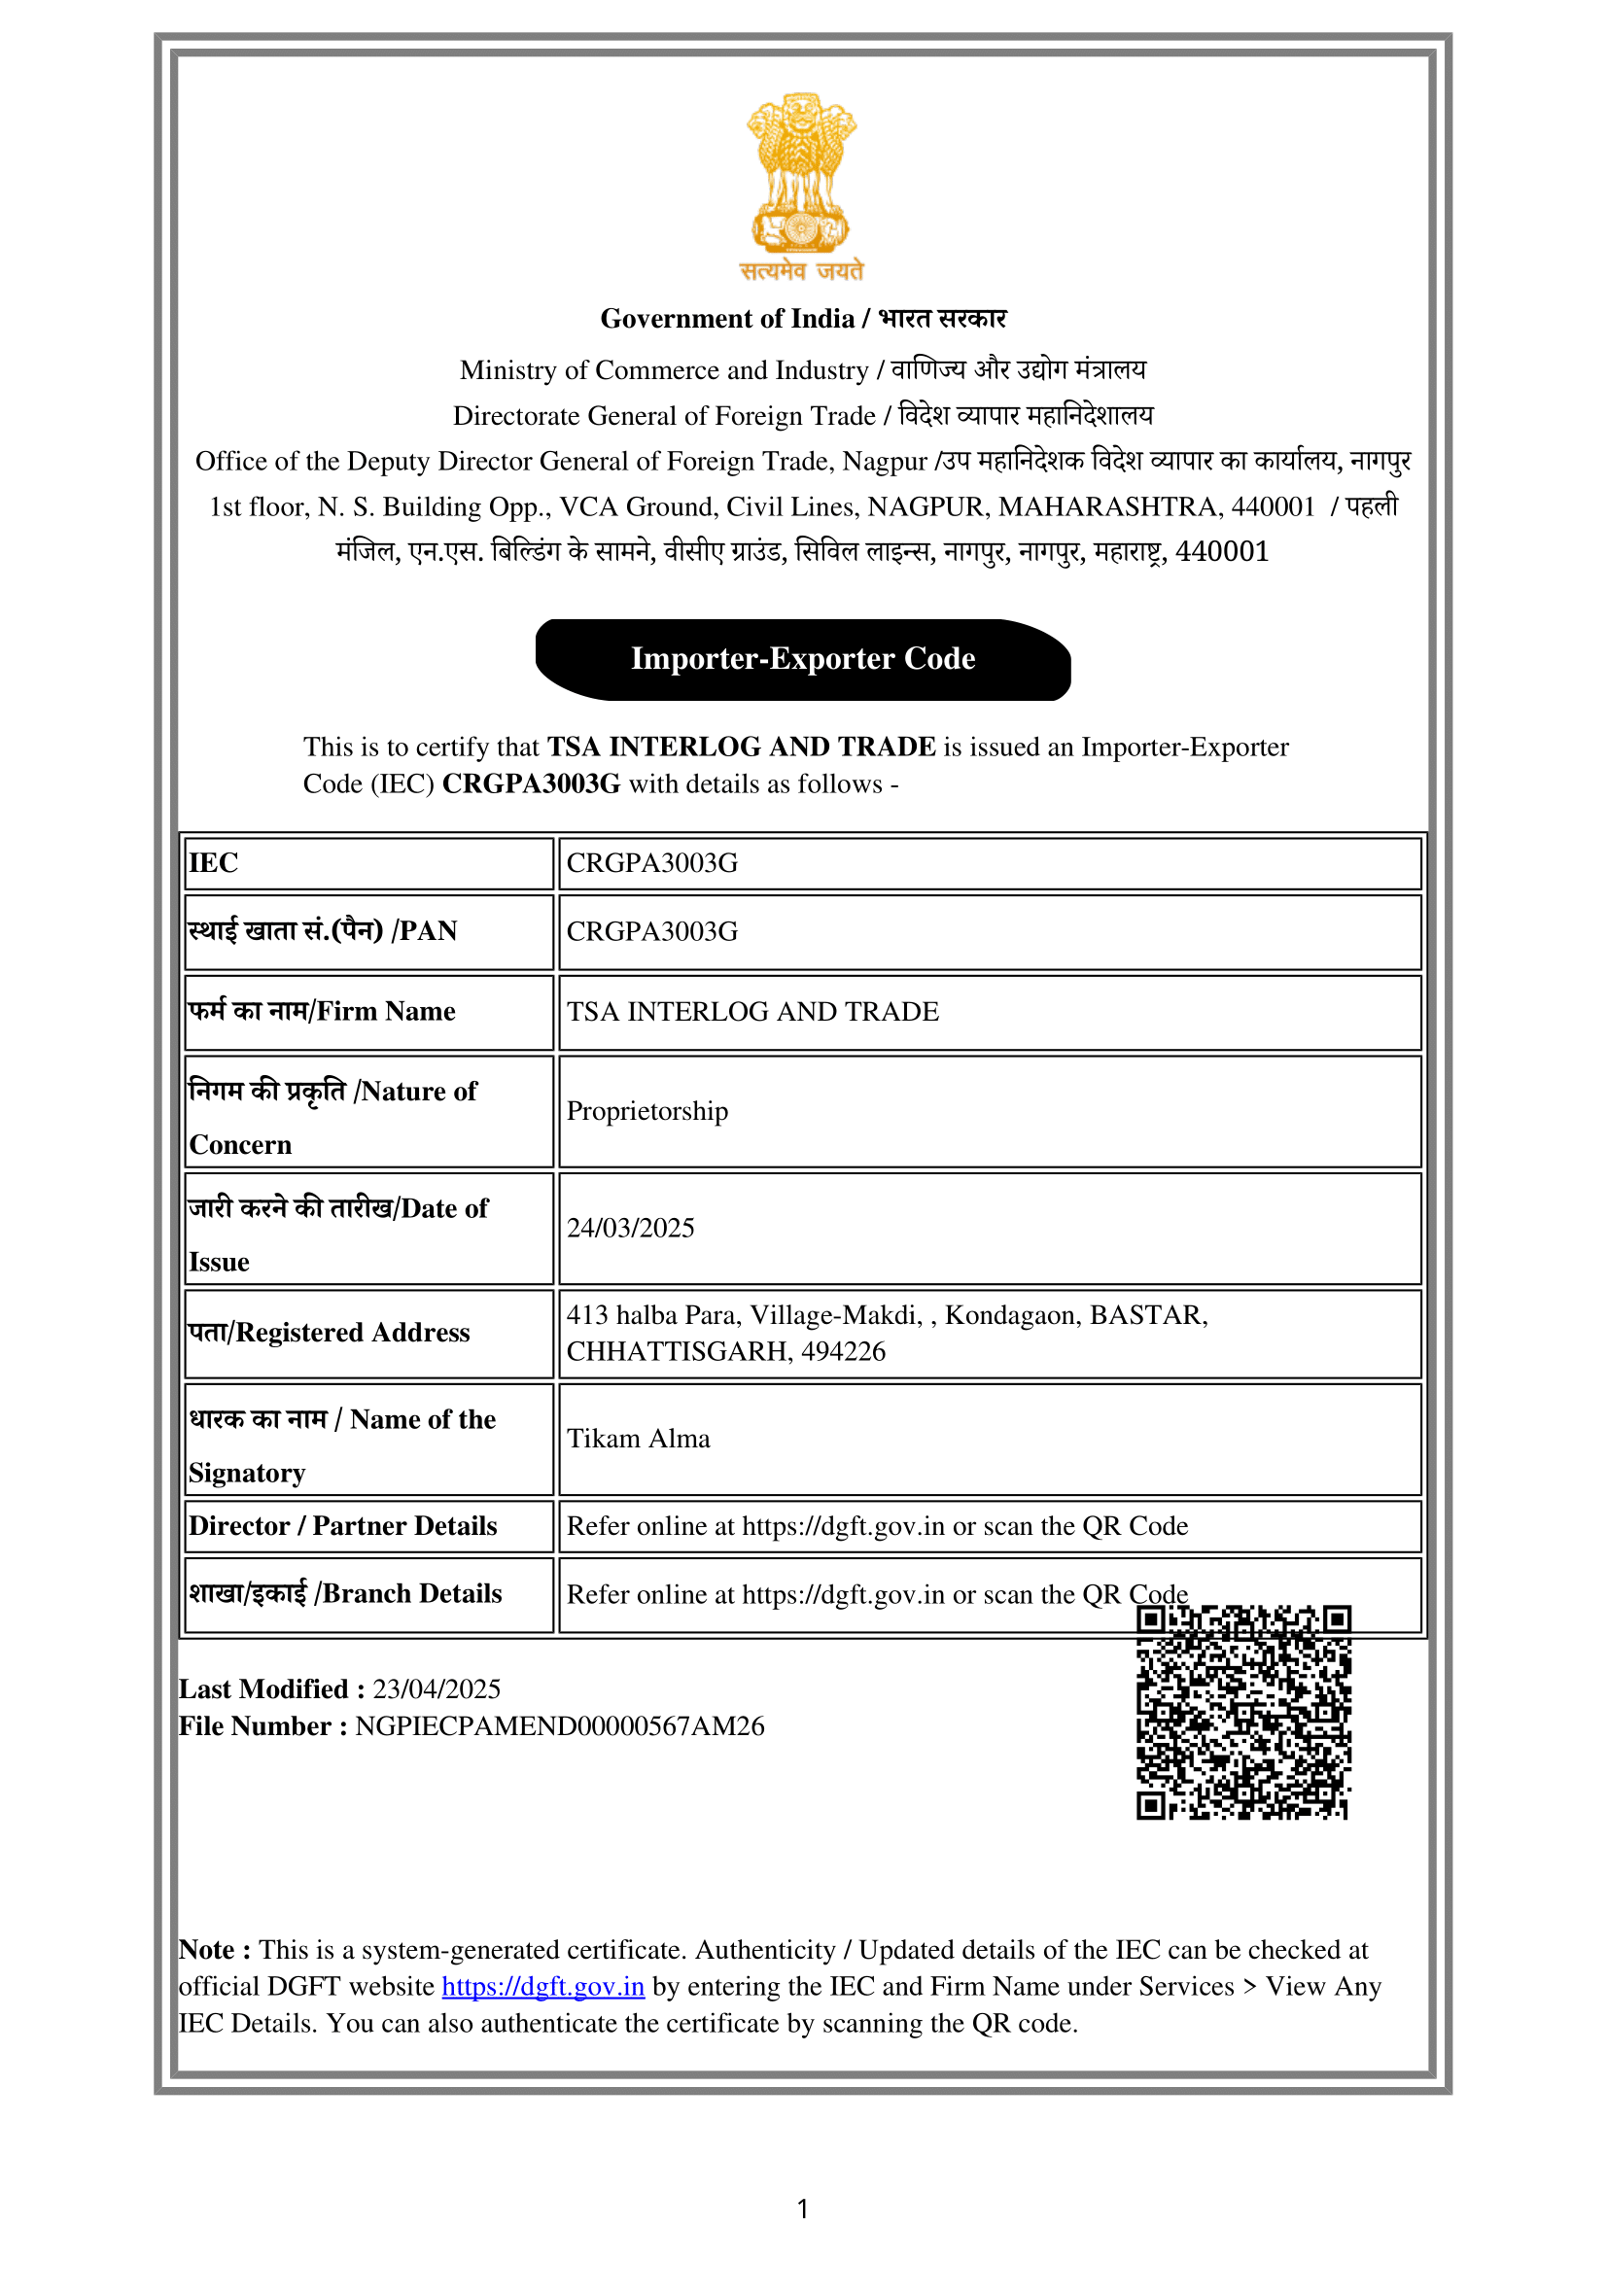 सत्यमेव जयते
Government of India / भारत सरकार
Ministry of Commerce and Industry / वाणिज्य और उद्योग मंत्रालय
Directorate General of Foreign Trade / विदेश व्यापार महानिदेशालय
Office of the Deputy Director General of Foreign Trade, Nagpur /उप महानिदेशक विदेश व्यापार का कार्यालय, नागपुर
1st floor, N. S. Building Opp., VCA Ground, Civil Lines, NAGPUR, MAHARASHTRA, 440001 / पहली
मंजिल, एन.एस. बिल्डिंग के सामने, वीसीए ग्राउंड, सिविल लाइन्स, नागपुर, नागपुर, महाराष्ट्र, 440001
Importer-Exporter Code
This is to certify that TSA INTERLOG AND TRADE is issued an Importer-Exporter
Code (IEC) CRGPA3003G with details as follows -
IEC CRGPA3003G
स्थाई खाता सं.(पैन) /PAN CRGPA3003G
फर्म का नाम/Firm Name TSA INTERLOG AND TRADE
निगम की प्रकृति /Nature of
Concern
Proprietorship
जारी करने की तारीख/Date of
Issue
24/03/2025
पता/Registered Address
413 halba Para, Village-Makdi, , Kondagaon, BASTAR,
CHHATTISGARH, 494226
धारक का नाम / Name of the
Signatory
Tikam Alma
Director / Partner Details Refer online at https://dgft.gov.in or scan the QR Code
शाखा/इकाई /Branch Details Refer online at https://dgft.gov.in or scan the QR Code
Last Modified : 23/04/2025
File Number : NGPIECPAMEND00000567AM26
Note : This is a system-generated certificate. Authenticity / Updated details of the IEC can be checked at
official DGFT website https://dgft.gov.in by entering the IEC and Firm Name under Services > View Any
IEC Details. You can also authenticate the certificate by scanning the QR code.
1